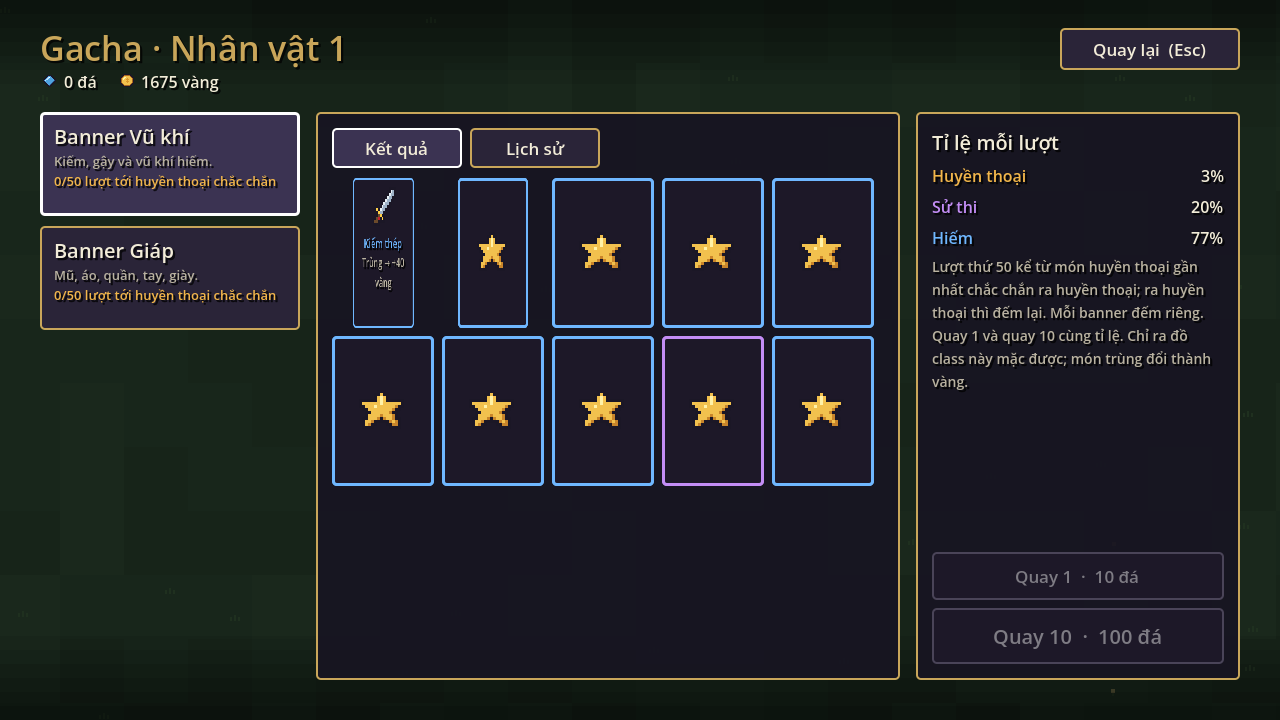 Gacha · Nhân vật 1
0 đá 1675 vàng
Quay lại (Esc)
Banner Vũ khí
Kiếm, gậy và vũ khí hiếm.
0/50 lượt tới huyền thoại chắc chắn
Banner Giáp
Mũ, áo, quần, tay, giày.
0/50 lượt tới huyền thoại chắc chắn
Kết quả
Lịch sử
Kiếm thép
Trùng → +40
vàng
Tỉ lệ mỗi lượt
Huyền thoại 3%
Sử thi 20%
Hiếm 77%
Lượt thứ 50 kể từ món huyền thoại gần
nhất chắc chắn ra huyền thoại; ra huyền
thoại thì đếm lại. Mỗi banner đếm riêng.
Quay 1 và quay 10 cùng tỉ lệ. Chỉ ra đồ
class này mặc được; món trùng đổi thành
vàng.
Quay 1 · 10 đá
Quay 10 · 100 đá